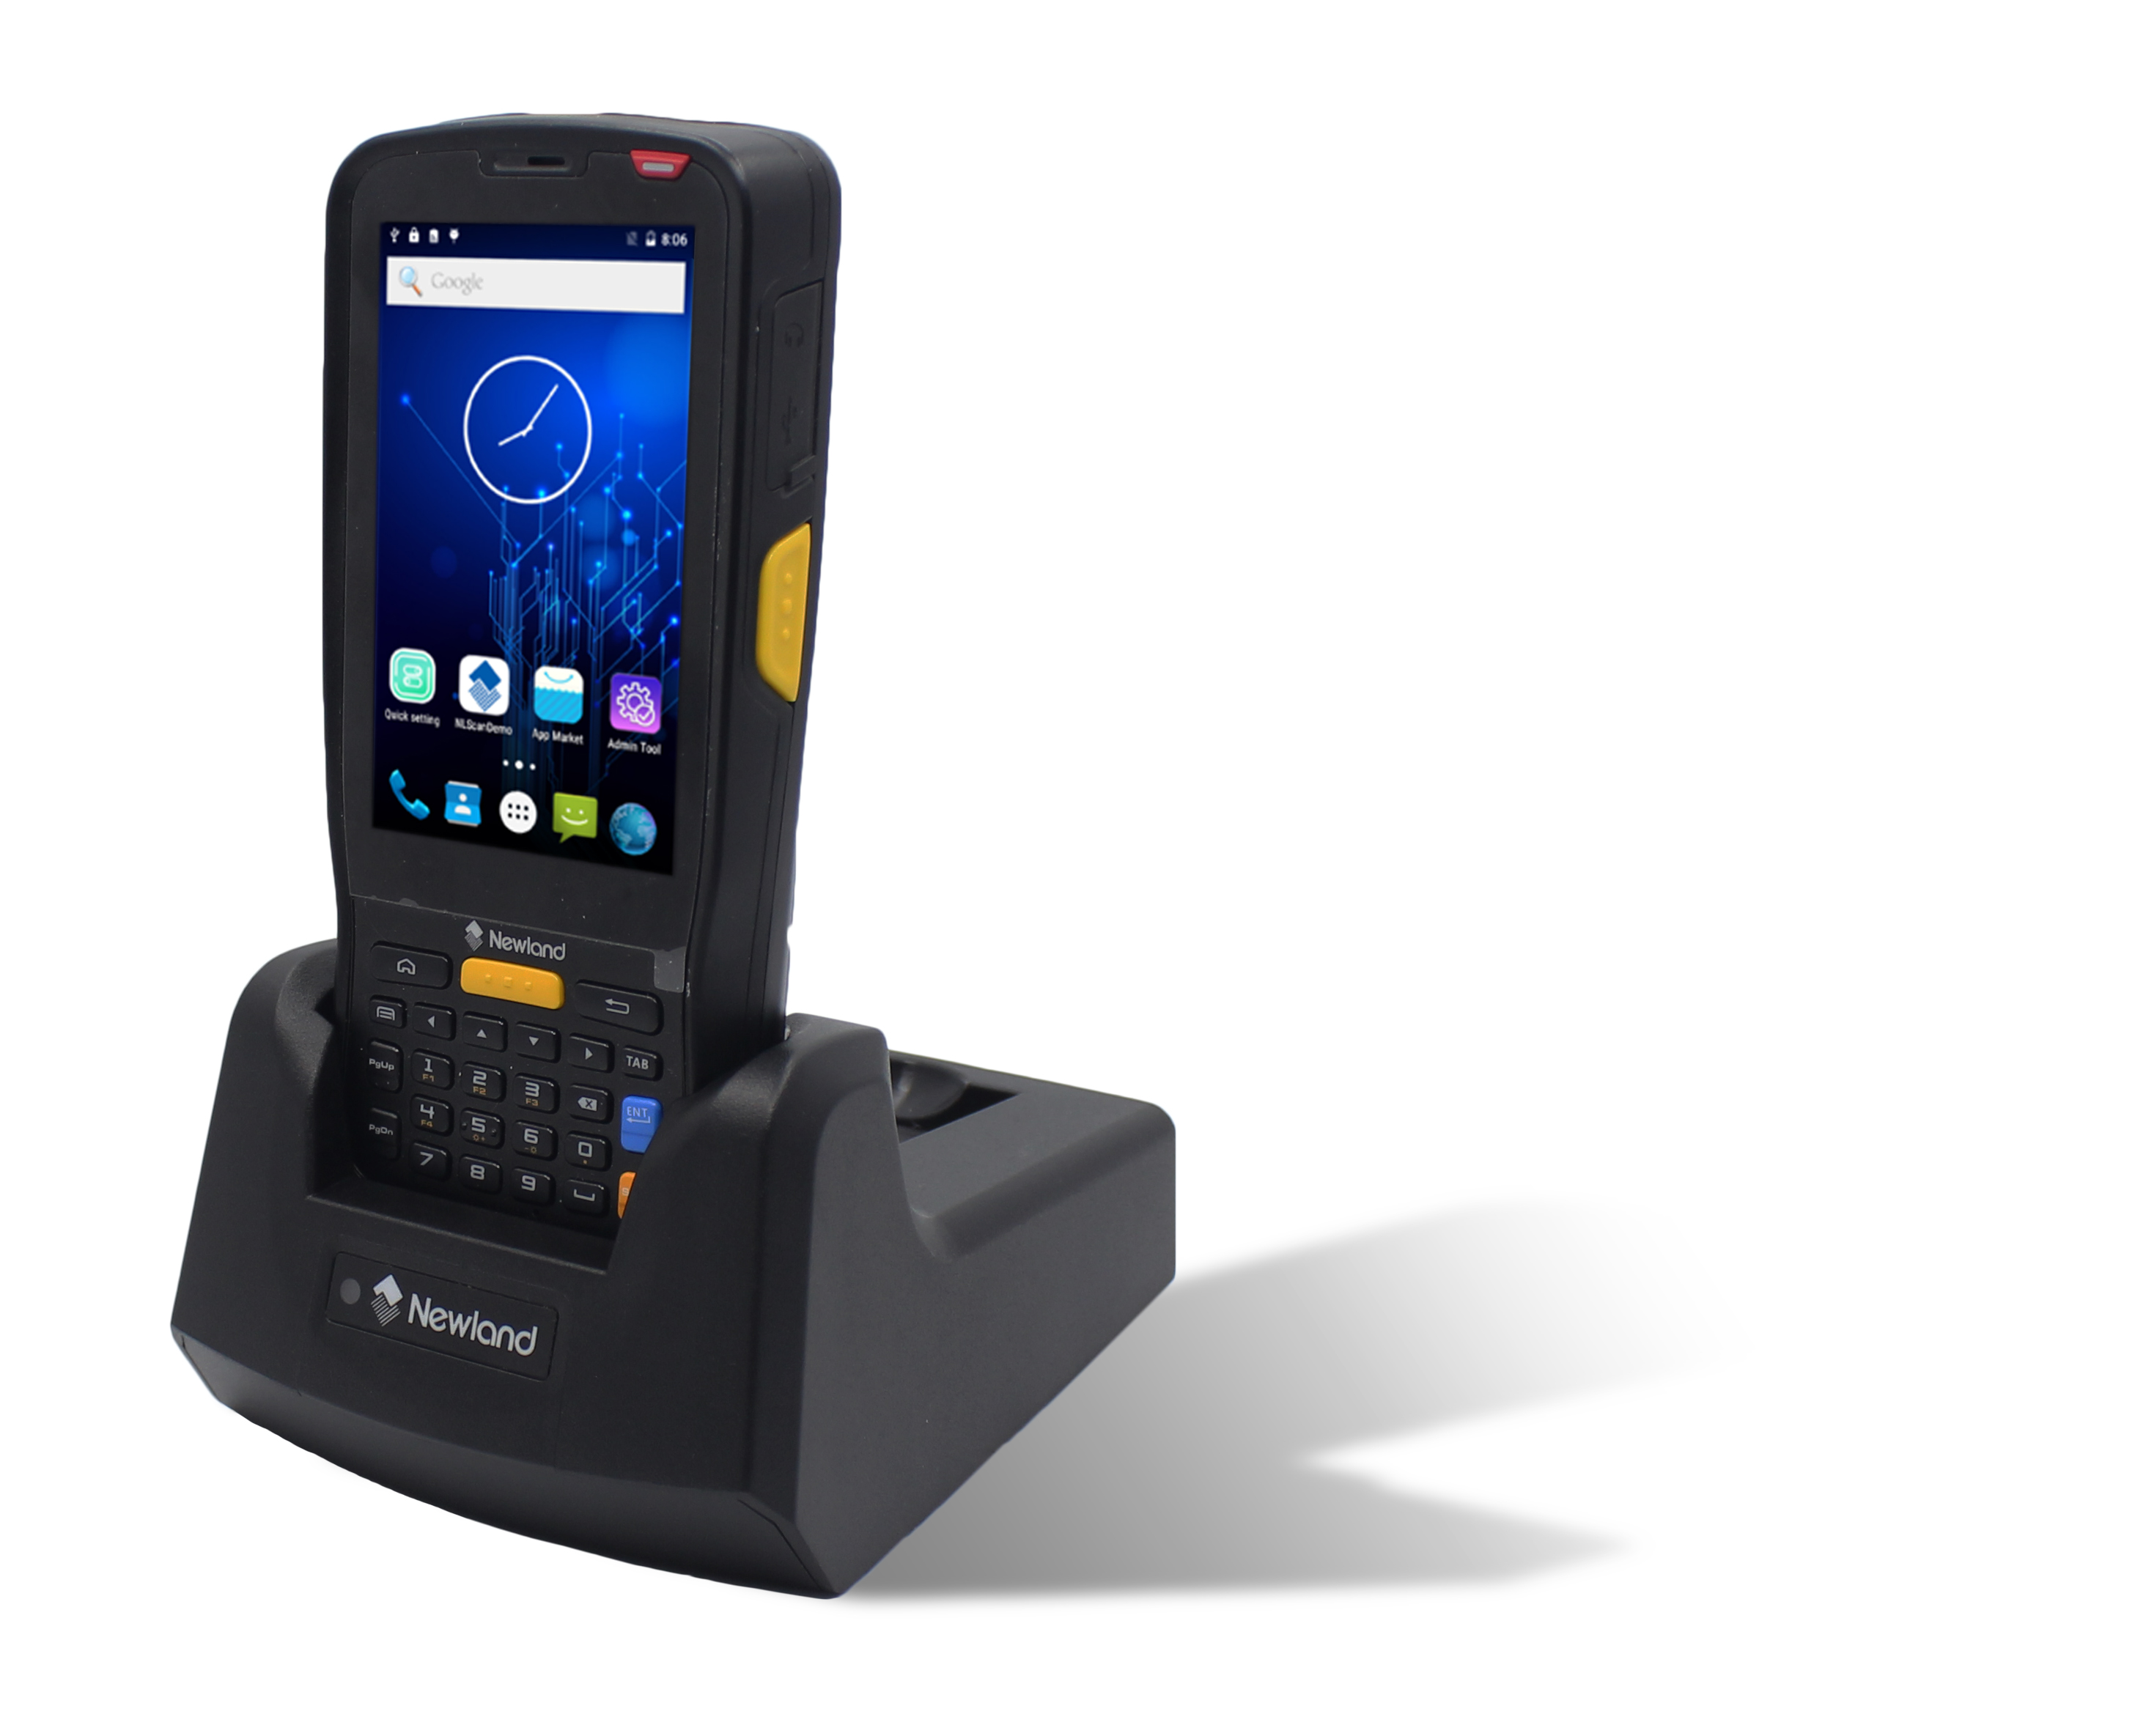 8:06
Google
Quick setting
NLScanDemo
App Market
Admin Tool
Newland
TAB
PgUp
1
F1
2
F2
3
F3
ENT
PgDn
4
F4
5
6
0
7
8
9
Newland